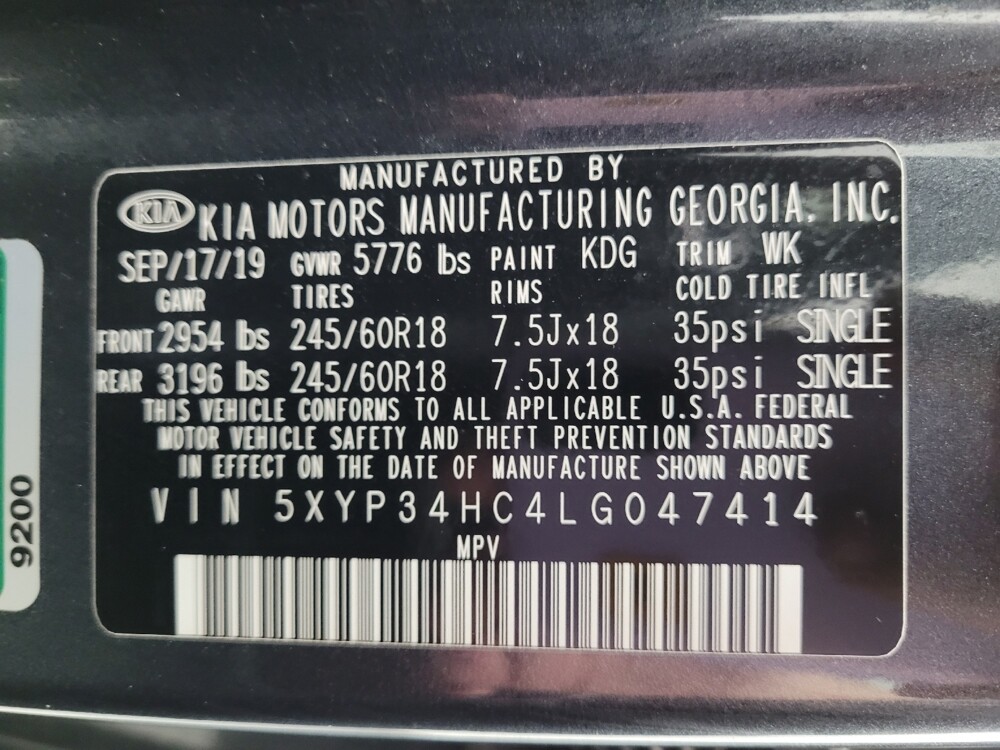 MANUFACTURED BY
KIA KIA MOTORS MANUFACTURING GEORGIA, INC.
SEP/17/19 GVWR 5776 lbs PAINT KDG TRIM WK
GAWR TIRES RIMS COLD TIRE INFL
FRONT 2954 lbs 245/60R18 7.5Jx18 35psi SINGLE
REAR 3196 lbs 245/60R18 7.5Jx18 35psi SINGLE
THIS VEHICLE CONFORMS TO ALL APPLICABLE U.S.A. FEDERAL
MOTOR VEHICLE SAFETY AND THEFT PREVENTION STANDARDS
IN EFFECT ON THE DATE OF MANUFACTURE SHOWN ABOVE
VIN 5XYP34HC4LG047414
MPV
9200